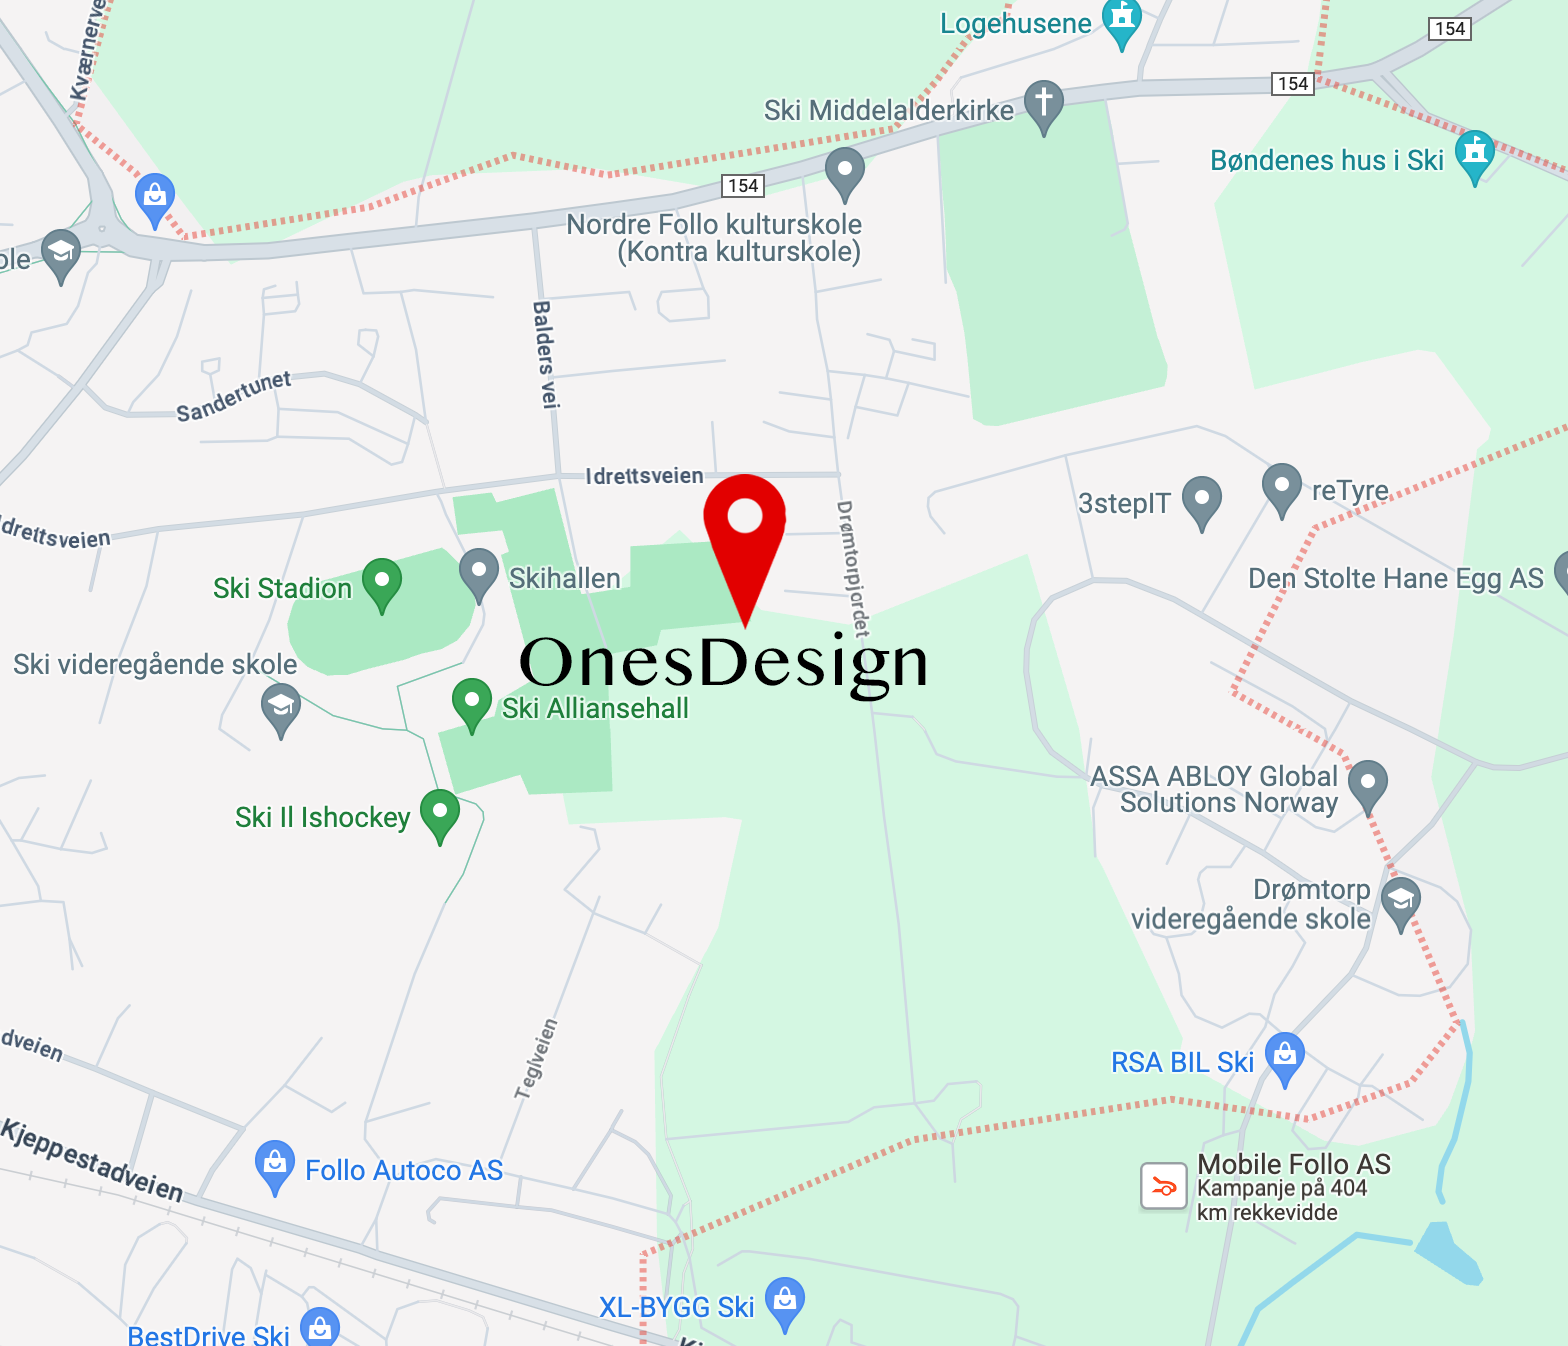 Kværnerve
Logehusene
154
154
Ski Middelalderkirke
Bøndenes hus i Ski
154
Nordre Follo kulturskole
(Kontra kulturskole)
ole
Balders vei
Sandertunet
Idrettsveien
3stepIT
reTyre
Idrettsveien
Drømtorpjordet
Ski Stadion
Skihallen
Den Stolte Hane Egg AS
OnesDesign
Ski videregående skole
Ski Alliansehall
ASSA ABLOY Global
Solutions Norway
Ski Il Ishockey
Drømtorp
videregående skole
dveien
Teglveien
RSA BIL Ski
Kjeppestadveien
Follo Autoco AS
Mobile Follo AS
Kampanje på 404
km rekkevidde
XL-BYGG Ski
BestDrive Ski